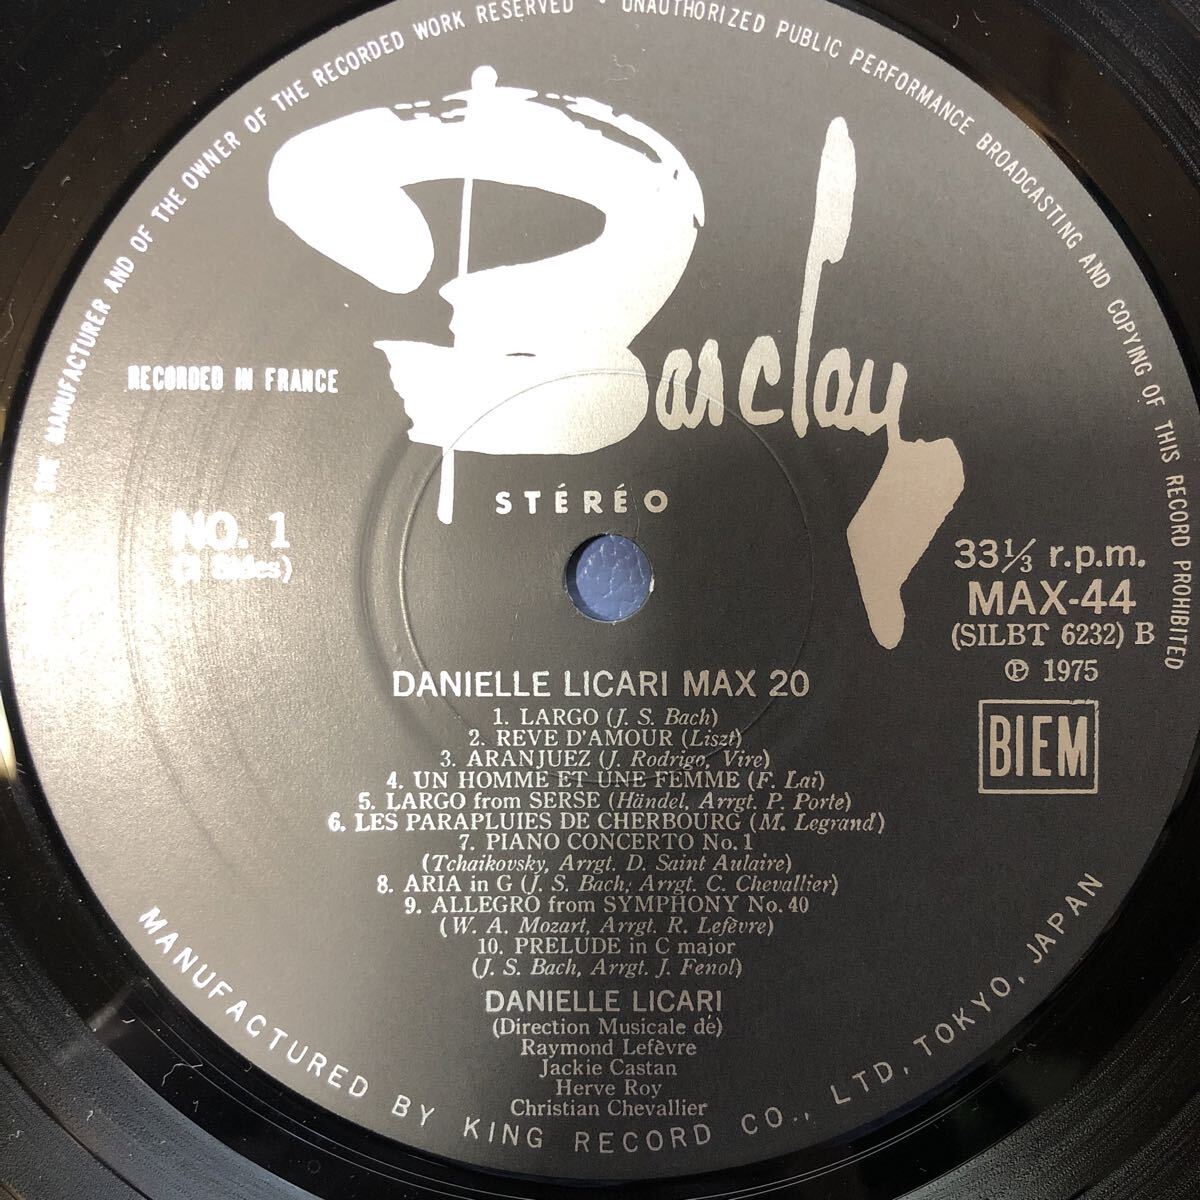 THE MANUFACTURER AND OF THE OWNER OF THE RECORDED WORK RESERVED · UNAUTHORIZED PUBLIC PERFORMANCE BROADCASTING AND COPYING OF THIS RECORD PROHIBITED
Barclay
RECORDED IN FRANCE
STÉRÉO
NO. 1
(2 Sides)
33 1/3 r.p.m.
MAX-44
(SILBT 6232) B
℗ 1975
BIEM
DANIELLE LICARI MAX 20
1. LARGO (J. S. Bach)
2. REVE D'AMOUR (Liszt)
3. ARANJUEZ (J. Rodrigo, Vire)
4. UN HOMME ET UNE FEMME (F. Lai)
5. LARGO from SERSE (Händel, Arrgt. P. Porte)
6. LES PARAPLUIES DE CHERBOURG (M. Legrand)
7. PIANO CONCERTO No. 1
(Tchaikovsky, Arrgt. D. Saint Aulaire)
8. ARIA in G (J. S. Bach, Arrgt. C. Chevallier)
9. ALLEGRO from SYMPHONY No. 40
(W. A. Mozart, Arrgt. R. Lefèvre)
10. PRELUDE in C major
(J. S. Bach, Arrgt. J. Fenol)
DANIELLE LICARI
(Direction Musicale de)
Raymond Lefèvre
Jackie Castan
Herve Roy
Christian Chevallier
MANUFACTURED BY KING RECORD CO., LTD, TOKYO, JAPAN